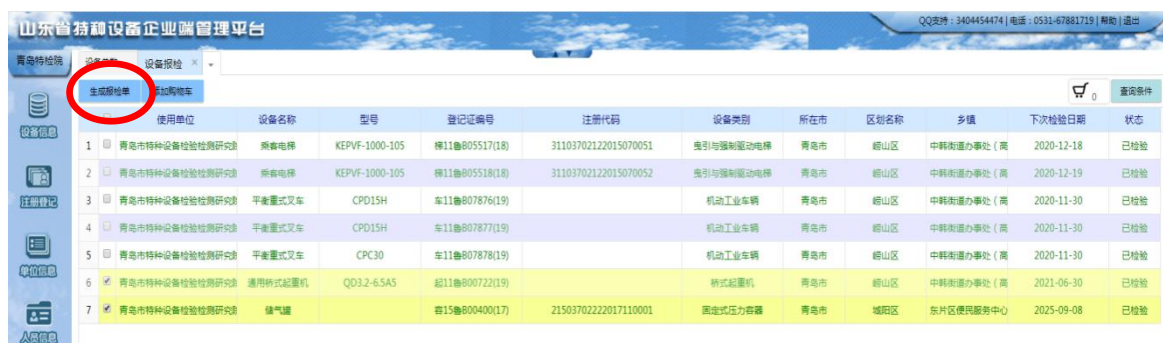 山东省特种设备企业端管理平台
QQ支持：3404454474 | 电话：0531-67881719 | 帮助 | 退出
青岛特检院 设备报检 ×
生成报检单 添加购物车 0 查询条件
使用单位 设备名称 型号 登记证编号 注册代码 设备类别 所在市 区划名称 乡镇 下次检验日期 状态
1 青岛市特种设备检验检测研究院 乘客电梯 KEPVF-1000-105 梯11鲁B05517(18) 31103702122015070051 曳引与强制驱动电梯 青岛市 崂山区 中韩街道办事处（高 2020-12-18 已检验
2 青岛市特种设备检验检测研究院 乘客电梯 KEPVF-1000-105 梯11鲁B05518(18) 31103702122015070052 曳引与强制驱动电梯 青岛市 崂山区 中韩街道办事处（高 2020-12-19 已检验
3 青岛市特种设备检验检测研究院 平衡重式叉车 CPD15H 车11鲁B07876(19) 机动工业车辆 青岛市 崂山区 中韩街道办事处（高 2020-11-30 已检验
4 青岛市特种设备检验检测研究院 平衡重式叉车 CPD15H 车11鲁B07877(19) 机动工业车辆 青岛市 崂山区 中韩街道办事处（高 2020-11-30 已检验
5 青岛市特种设备检验检测研究院 平衡重式叉车 CPC30 车11鲁B07878(19) 机动工业车辆 青岛市 崂山区 中韩街道办事处（高 2020-11-30 已检验
6 青岛市特种设备检验检测研究院 通用桥式起重机 QD3.2-6.5A5 起11鲁B00722(19) 桥式起重机 青岛市 崂山区 中韩街道办事处（高 2021-06-30 已检验
7 青岛市特种设备检验检测研究院 储气罐 容15鲁B00400(17) 21503702222017110001 固定式压力容器 青岛市 城阳区 东片区便民服务中心 2025-09-08 已检验
设备信息
注册登记
单位信息
人员信息